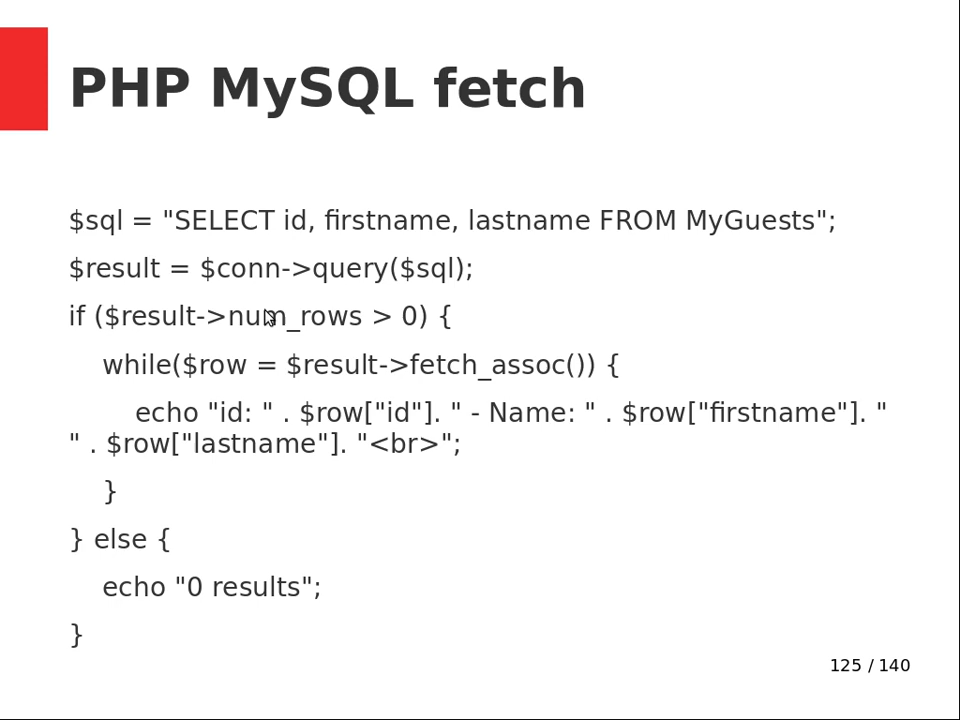 PHP MySQL fetch
$sql = "SELECT id, firstname, lastname FROM MyGuests";
$result = $conn->query($sql);
if ($result->num_rows > 0) {
while($row = $result->fetch_assoc()) {
echo "id: " . $row["id"]. " - Name: " . $row["firstname"]. "
" . $row["lastname"]. "<br>";
}
} else {
echo "0 results";
}
125 / 140